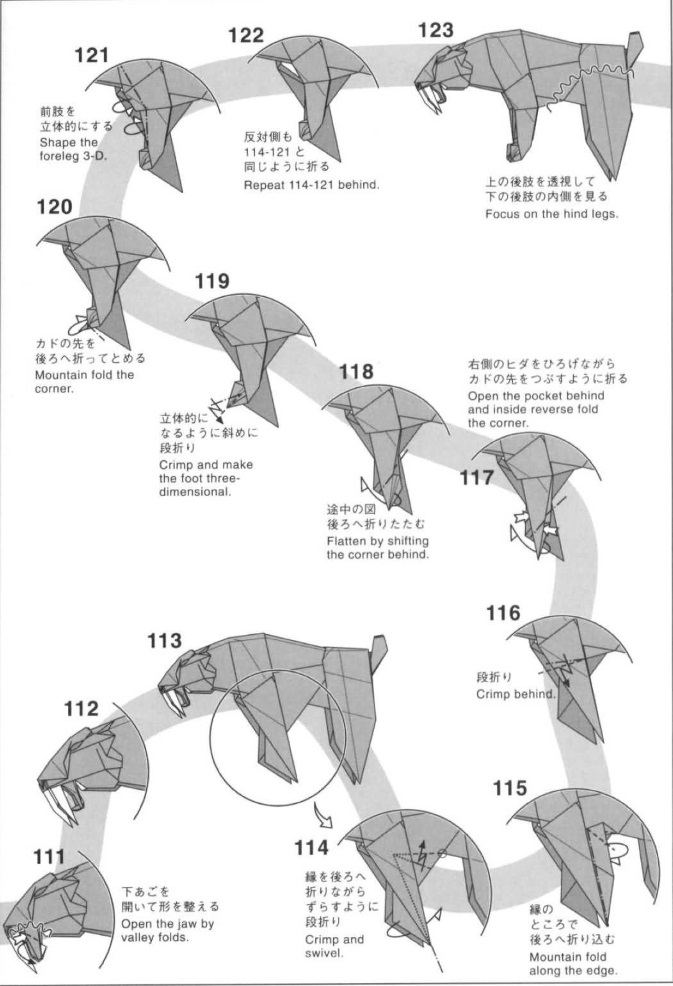 121
前肢を
立体的にする
Shape the
foreleg 3-D.
122
反対側も
114-121 と
同じように折る
Repeat 114-121 behind.
123
上の後肢を透視して
下の後肢の内側を見る
Focus on the hind legs.
120
カドの先を
後ろへ折ってとめる
Mountain fold the
corner.
119
立体的に
なるように斜めに
段折り
Crimp and make
the foot three-
dimensional.
118
途中の図
後ろへ折りたたむ
Flatten by shifting
the corner behind.
右側のヒダをひろげながら
カドの先をつぶすように折る
Open the pocket behind
and inside reverse fold
the corner.
117
116
段折り
Crimp behind.
113
112
111
下あごを
開いて形を整える
Open the jaw by
valley folds.
114
縁を後ろへ
折りながら
ずらすように
段折り
Crimp and
swivel.
115
縁の
ところで
後ろへ折り込む
Mountain fold
along the edge.